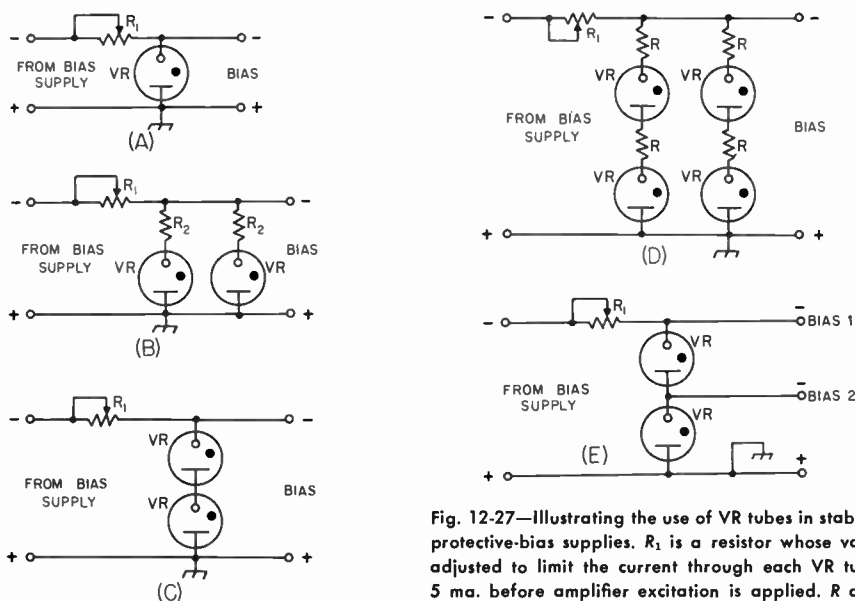 R1
FROM BIAS
SUPPLY
VR
BIAS
(A)
R1
R2
R2
FROM BIAS
SUPPLY
VR
VR
BIAS
(B)
R1
VR
FROM BIAS
SUPPLY
BIAS
VR
(C)
R1
R
R
VR
VR
FROM BIAS
SUPPLY
R
R
BIAS
VR
VR
(D)
R1
BIAS 1
VR
FROM BIAS
SUPPLY
BIAS 2
VR
(E)
Fig. 12-27—Illustrating the use of VR tubes in stab
protective-bias supplies. R1 is a resistor whose va
adjusted to limit the current through each VR tu
5 ma. before amplifier excitation is applied. R a